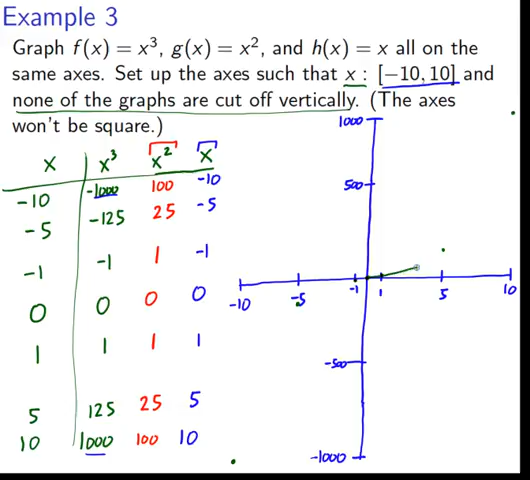 Example 3
Graph f(x) = x³, g(x) = x², and h(x) = x all on the
same axes. Set up the axes such that x : [−10, 10] and
none of the graphs are cut off vertically. (The axes
won't be square.)
x x³ x² x
-10 -1000 100 -10
-5 -125 25 -5
-1 -1 1 -1
0 0 0 0
1 1 1 1
5 125 25 5
10 1000 100 10
1000
500
-10 -5 -1 1 5 10
-500
-1000